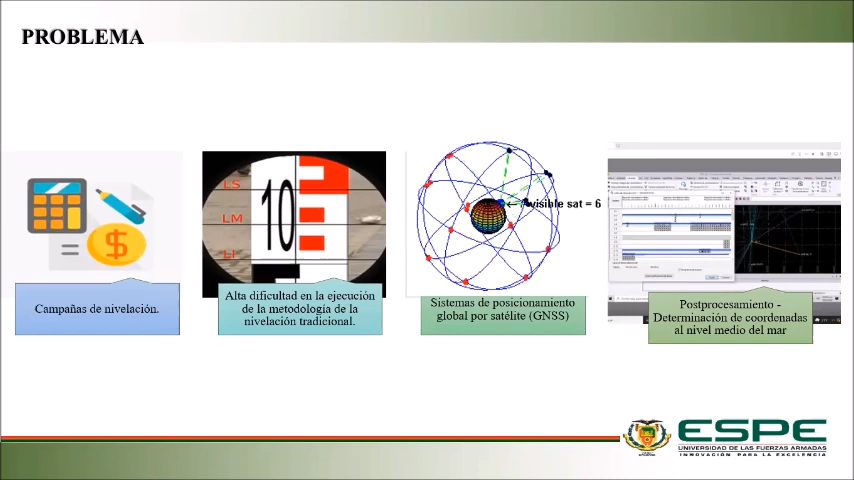 PROBLEMA
LS
LM
LI
10
visible sat = 6
Campañas de nivelación.
Alta dificultad en la ejecución
de la metodología de la
nivelación tradicional.
Sistemas de posicionamiento
global por satélite (GNSS)
Postprocesamiento -
Determinación de coordenadas
al nivel medio del mar
ESPE
UNIVERSIDAD DE LAS FUERZAS ARMADAS
INNOVACIÓN PARA LA EXCELENCIA